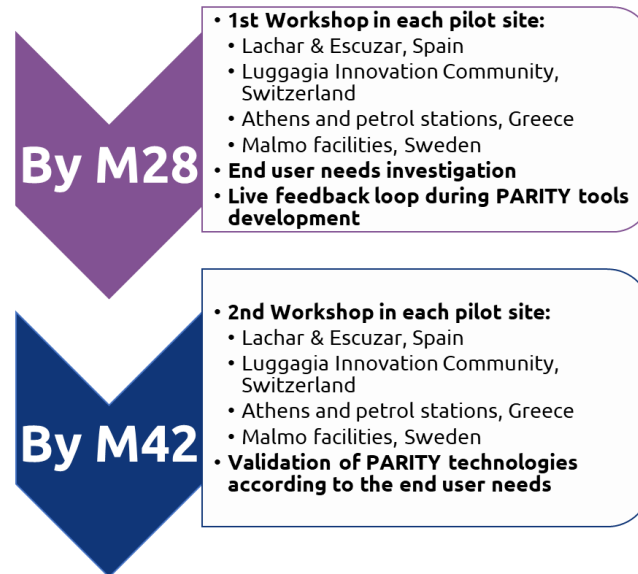 By M28
• 1st Workshop in each pilot site:
• Lachar & Escuzar, Spain
• Luggagia Innovation Community,
Switzerland
• Athens and petrol stations, Greece
• Malmo facilities, Sweden
• End user needs investigation
• Live feedback loop during PARITY tools
development
By M42
• 2nd Workshop in each pilot site:
• Lachar & Escuzar, Spain
• Luggagia Innovation Community,
Switzerland
• Athens and petrol stations, Greece
• Malmo facilities, Sweden
• Validation of PARITY technologies
according to the end user needs